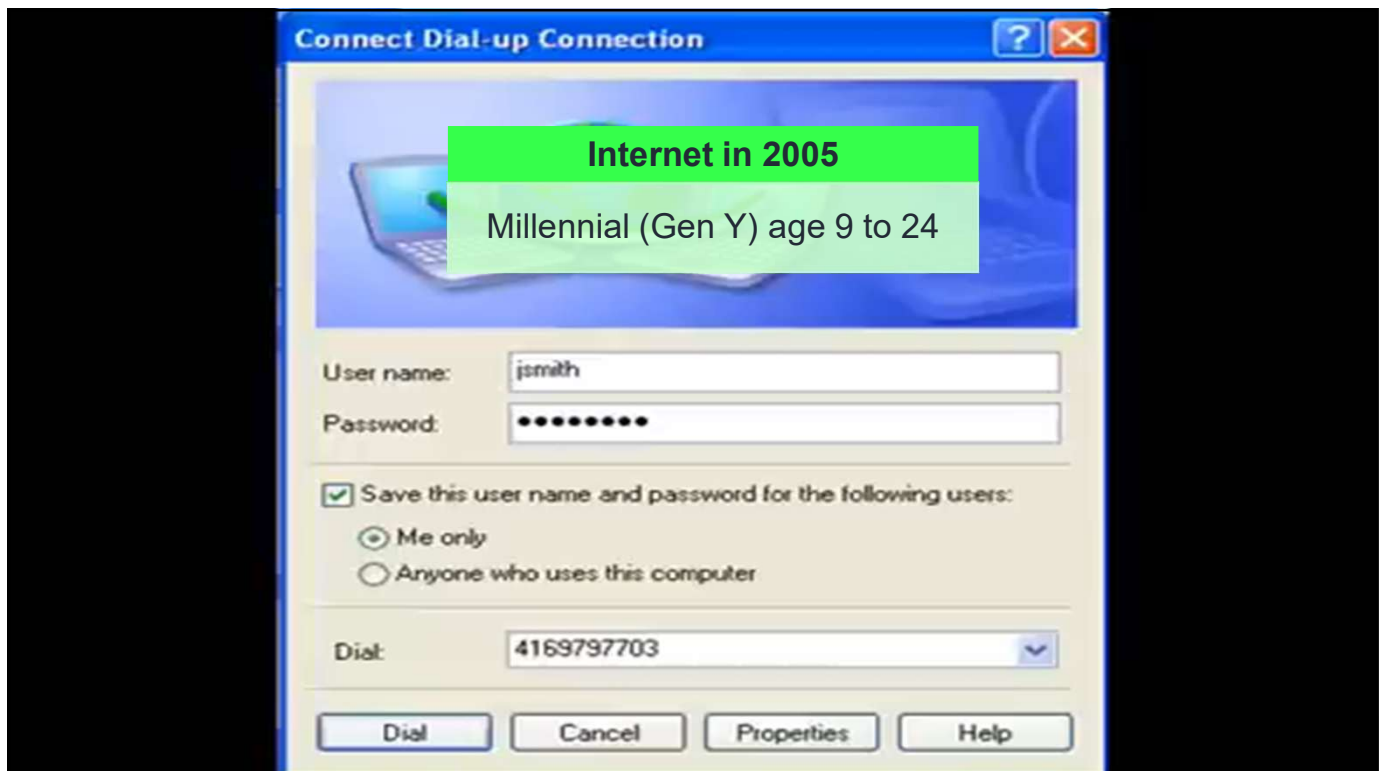 Connect Dial-up Connection
Internet in 2005
Millennial (Gen Y) age 9 to 24
User name: jsmith
Password: ••••••••
Save this user name and password for the following users:
Me only
Anyone who uses this computer
Dial: 4169797703
Dial Cancel Properties Help